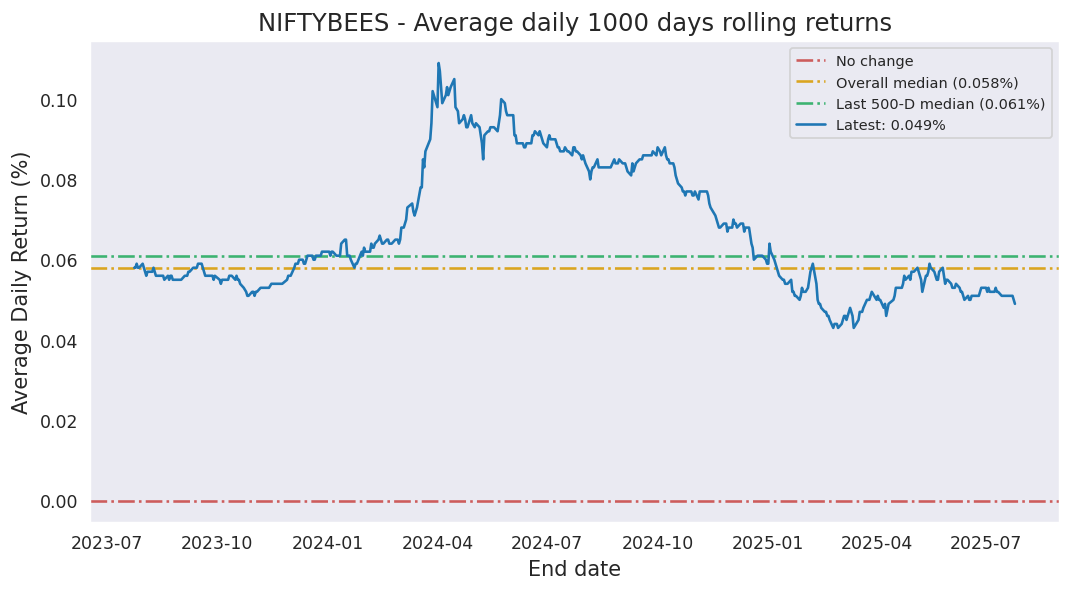 NIFTYBEES - Average daily 1000 days rolling returns
No change
Overall median (0.058%)
Last 500-D median (0.061%)
Latest: 0.049%
Average Daily Return (%)
0.10
0.08
0.06
0.04
0.02
0.00
2023-07 2023-10 2024-01 2024-04 2024-07 2024-10 2025-01 2025-04 2025-07
End date